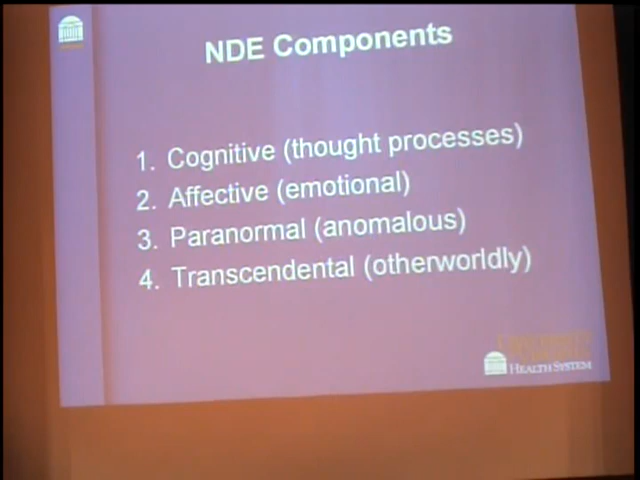 NDE Components
1. Cognitive (thought processes)
2. Affective (emotional)
3. Paranormal (anomalous)
4. Transcendental (otherworldly)
HEALTH SYSTEM